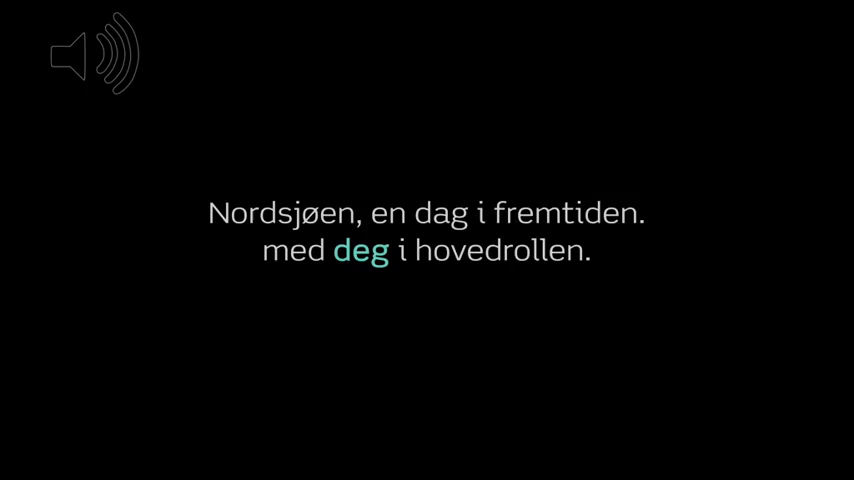 Nordsjøen, en dag i fremtiden.
med deg i hovedrollen.